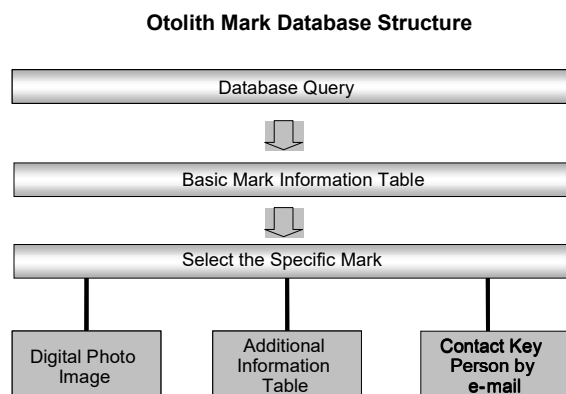 Otolith Mark Database Structure
Database Query
Basic Mark Information Table
Select the Specific Mark
Digital Photo
Image
Additional
Information
Table
Contact Key
Person by
e-mail